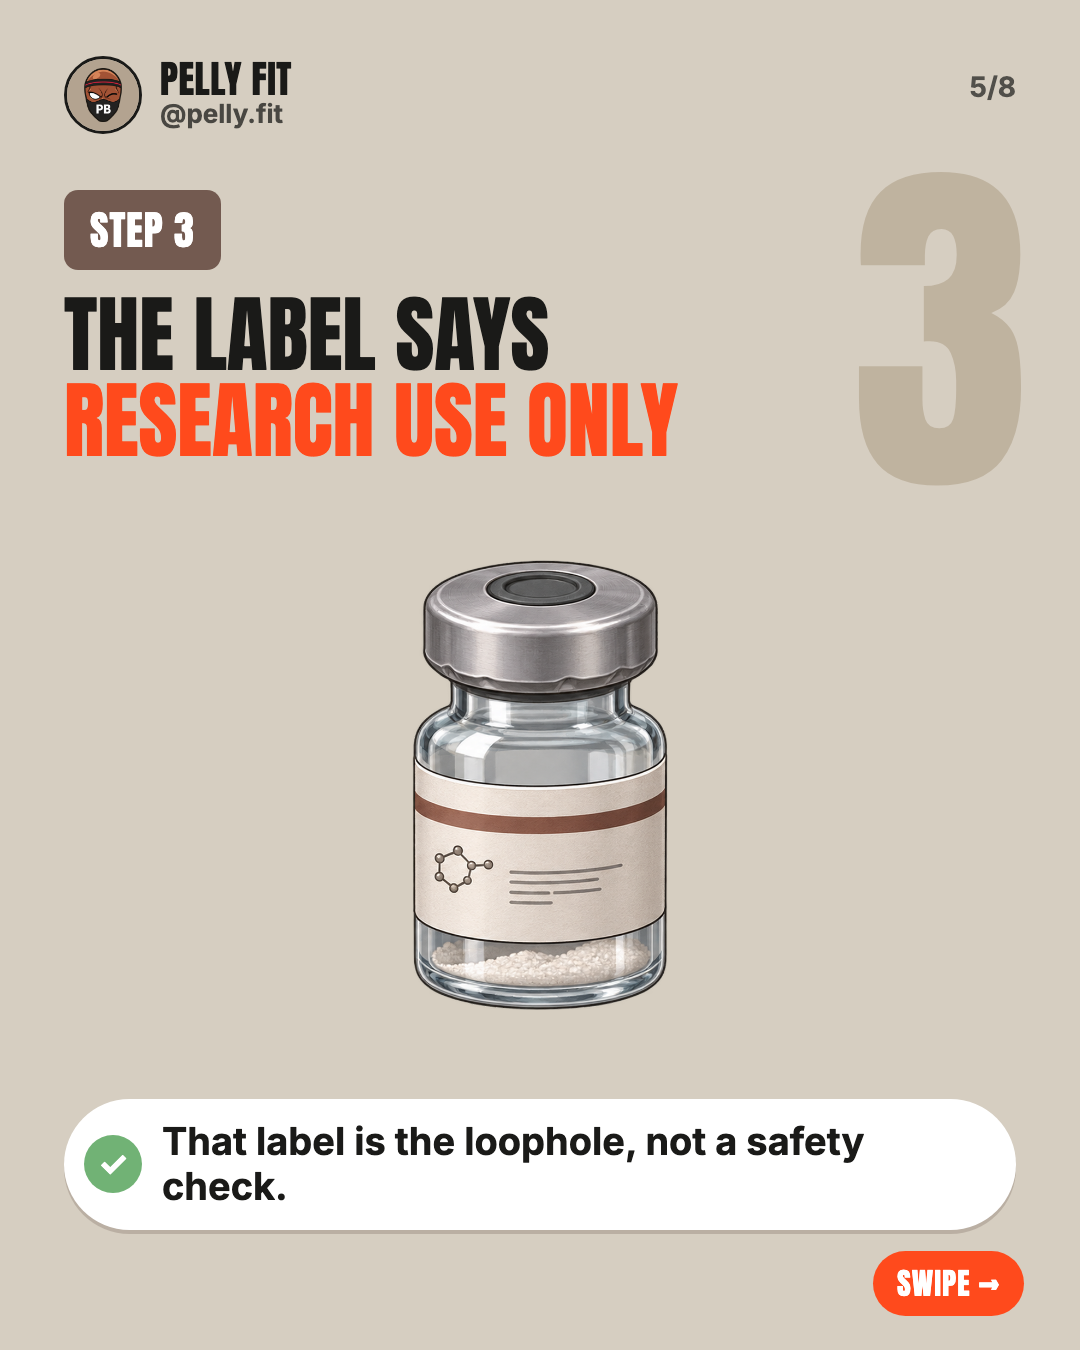 PELLY FIT
@pelly.fit
5/8
PB
STEP 3
3
THE LABEL SAYS
RESEARCH USE ONLY
That label is the loophole, not a safety
check.
SWIPE →